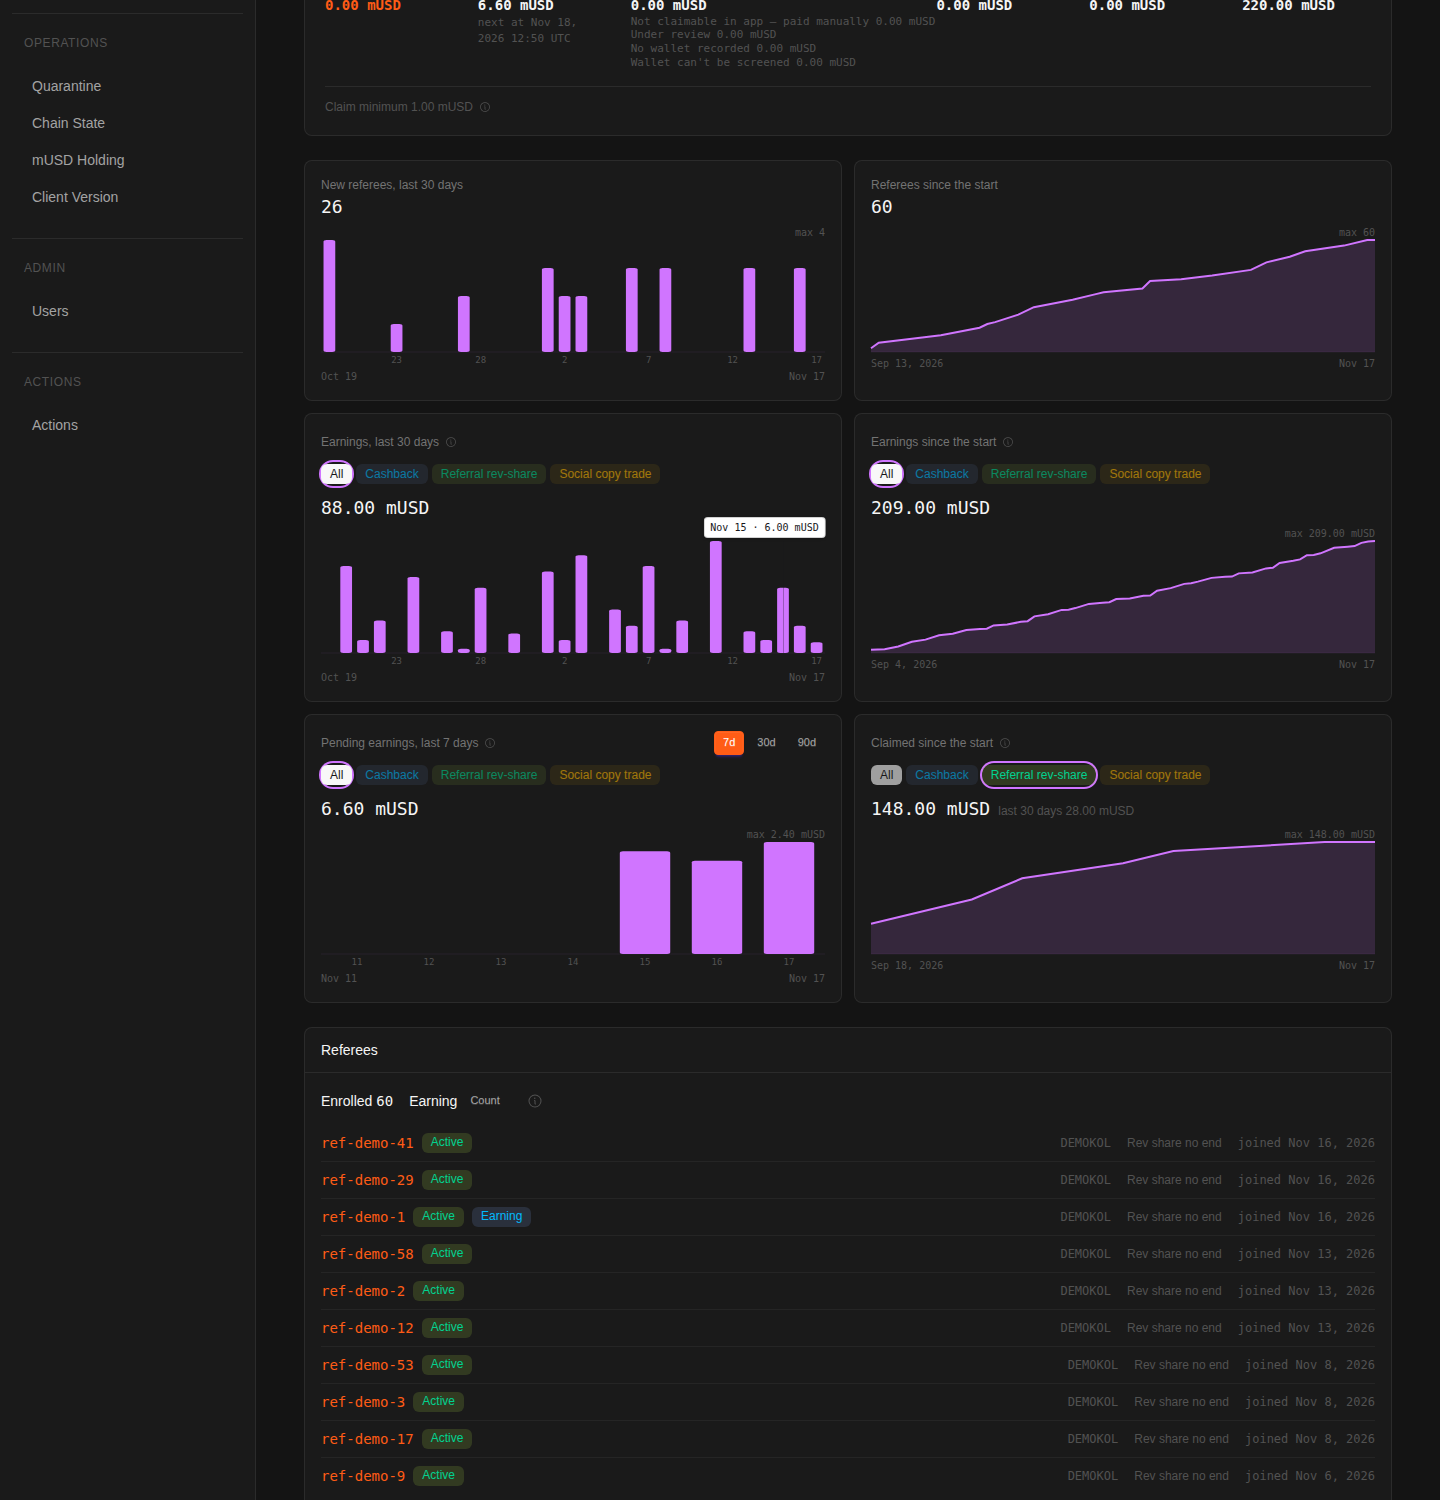 OPERATIONS
Quarantine
Chain State
mUSD Holding
Client Version
ADMIN
Users
ACTIONS
Actions
0.00 mUSD
6.60 mUSD
next at Nov 18,
2026 12:50 UTC
0.00 mUSD
Not claimable in app — paid manually 0.00 mUSD
Under review 0.00 mUSD
No wallet recorded 0.00 mUSD
Wallet can't be screened 0.00 mUSD
0.00 mUSD
0.00 mUSD
220.00 mUSD
Claim minimum 1.00 mUSD
New referees, last 30 days
26
max 4
23 28 2 7 12 17
Oct 19 Nov 17
Referees since the start
60
max 60
Sep 13, 2026 Nov 17
Earnings, last 30 days
All Cashback Referral rev-share Social copy trade
88.00 mUSD
Nov 15 · 6.00 mUSD
23 28 2 7 12 17
Oct 19 Nov 17
Earnings since the start
All Cashback Referral rev-share Social copy trade
209.00 mUSD
max 209.00 mUSD
Sep 4, 2026 Nov 17
Pending earnings, last 7 days
7d 30d 90d
All Cashback Referral rev-share Social copy trade
6.60 mUSD
max 2.40 mUSD
11 12 13 14 15 16 17
Nov 11 Nov 17
Claimed since the start
All Cashback Referral rev-share Social copy trade
148.00 mUSD last 30 days 28.00 mUSD
max 148.00 mUSD
Sep 18, 2026 Nov 17
Referees
Enrolled 60 Earning Count
ref-demo-41 Active DEMOKOL Rev share no end joined Nov 16, 2026
ref-demo-29 Active DEMOKOL Rev share no end joined Nov 16, 2026
ref-demo-1 Active Earning DEMOKOL Rev share no end joined Nov 16, 2026
ref-demo-58 Active DEMOKOL Rev share no end joined Nov 13, 2026
ref-demo-2 Active DEMOKOL Rev share no end joined Nov 13, 2026
ref-demo-12 Active DEMOKOL Rev share no end joined Nov 13, 2026
ref-demo-53 Active DEMOKOL Rev share no end joined Nov 8, 2026
ref-demo-3 Active DEMOKOL Rev share no end joined Nov 8, 2026
ref-demo-17 Active DEMOKOL Rev share no end joined Nov 8, 2026
ref-demo-9 Active DEMOKOL Rev share no end joined Nov 6, 2026